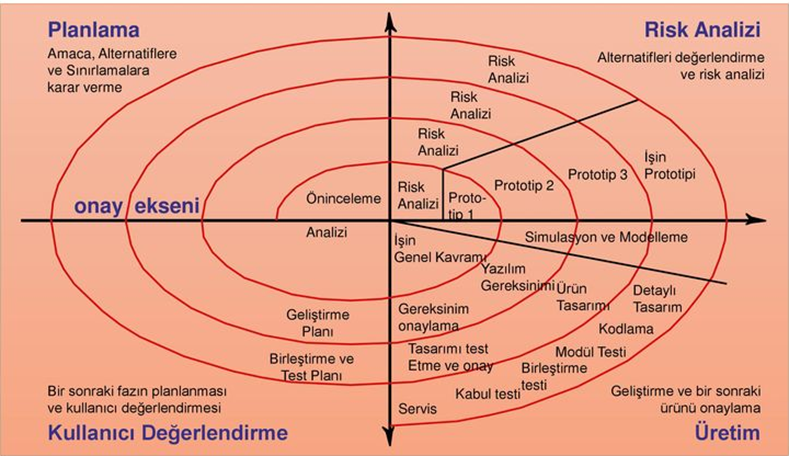 Planlama
Amaca, Alternatiflere
ve Sınırlamalara
karar verme
Risk Analizi
Alternatifleri değerlendirme
ve risk analizi
Risk
Analizi
Risk
Analizi
Risk
Analizi
Risk
Analizi
Proto-
tip 1
Prototip 2
Prototip 3
İşin
Prototipi
onay ekseni
Öninceleme
Analizi
İşin
Genel Kavramı
Simulasyon ve Modelleme
Yazılım
Gereksinimi
Ürün
Tasarımı
Detaylı
Tasarım
Geliştirme
Planı
Gereksinim
onaylama
Kodlama
Birleştirme ve
Test Planı
Tasarımı test
Etme ve onay
Modül Testi
Birleştirme
testi
Kabul testi
Servis
Bir sonraki fazın planlanması
ve kullanıcı değerlendirmesi
Kullanıcı Değerlendirme
Geliştirme ve bir sonraki
ürünü onaylama
Üretim